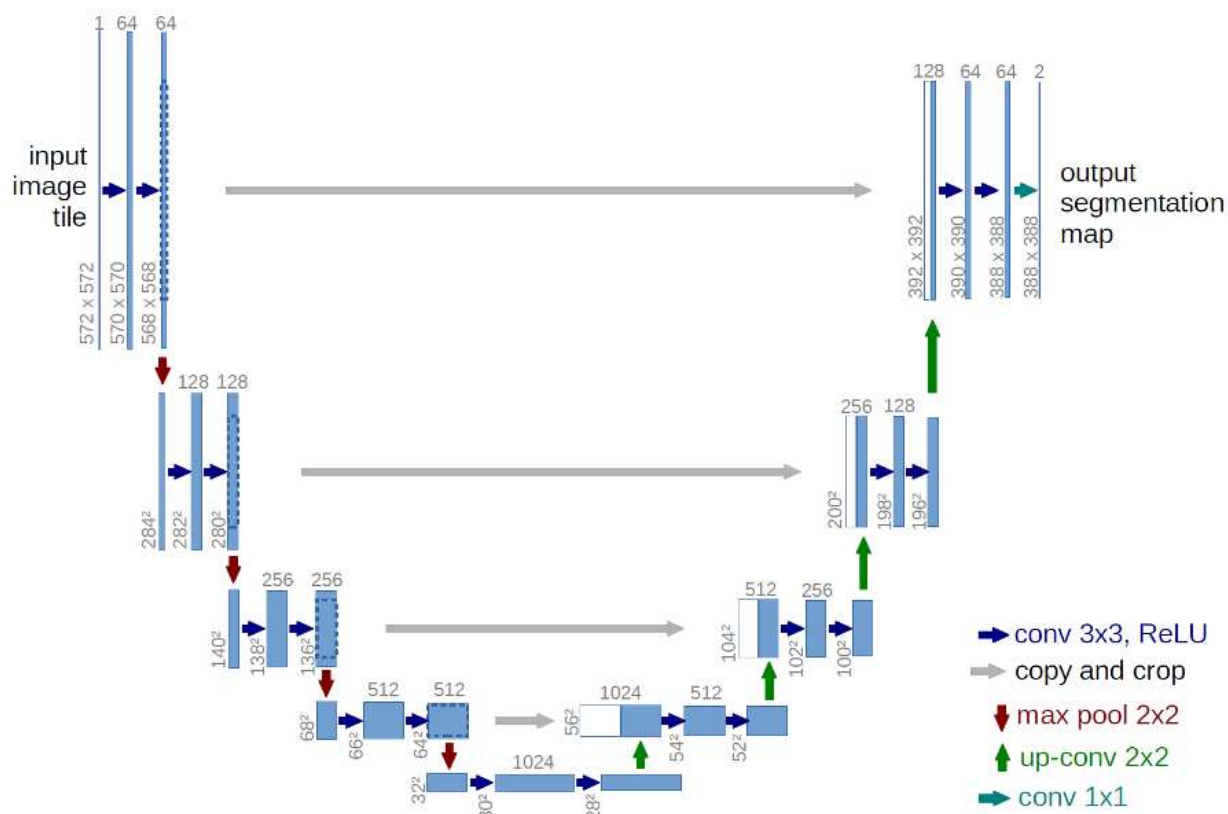 1 64 64
input
image
tile
572 x 572
570 x 570
568 x 568
128 64 64 2
output
segmentation
map
392 x 392
390 x 390
388 x 388
388 x 388
128 128
284²
282²
280²
256 128
200²
198²
196²
256 256
140²
138²
136²
512 256
104²
102²
100²
512 512
68²
66²
64²
1024 512
56²
54²
52²
1024
32²
30²
28²
conv 3x3, ReLU
copy and crop
max pool 2x2
up-conv 2x2
conv 1x1